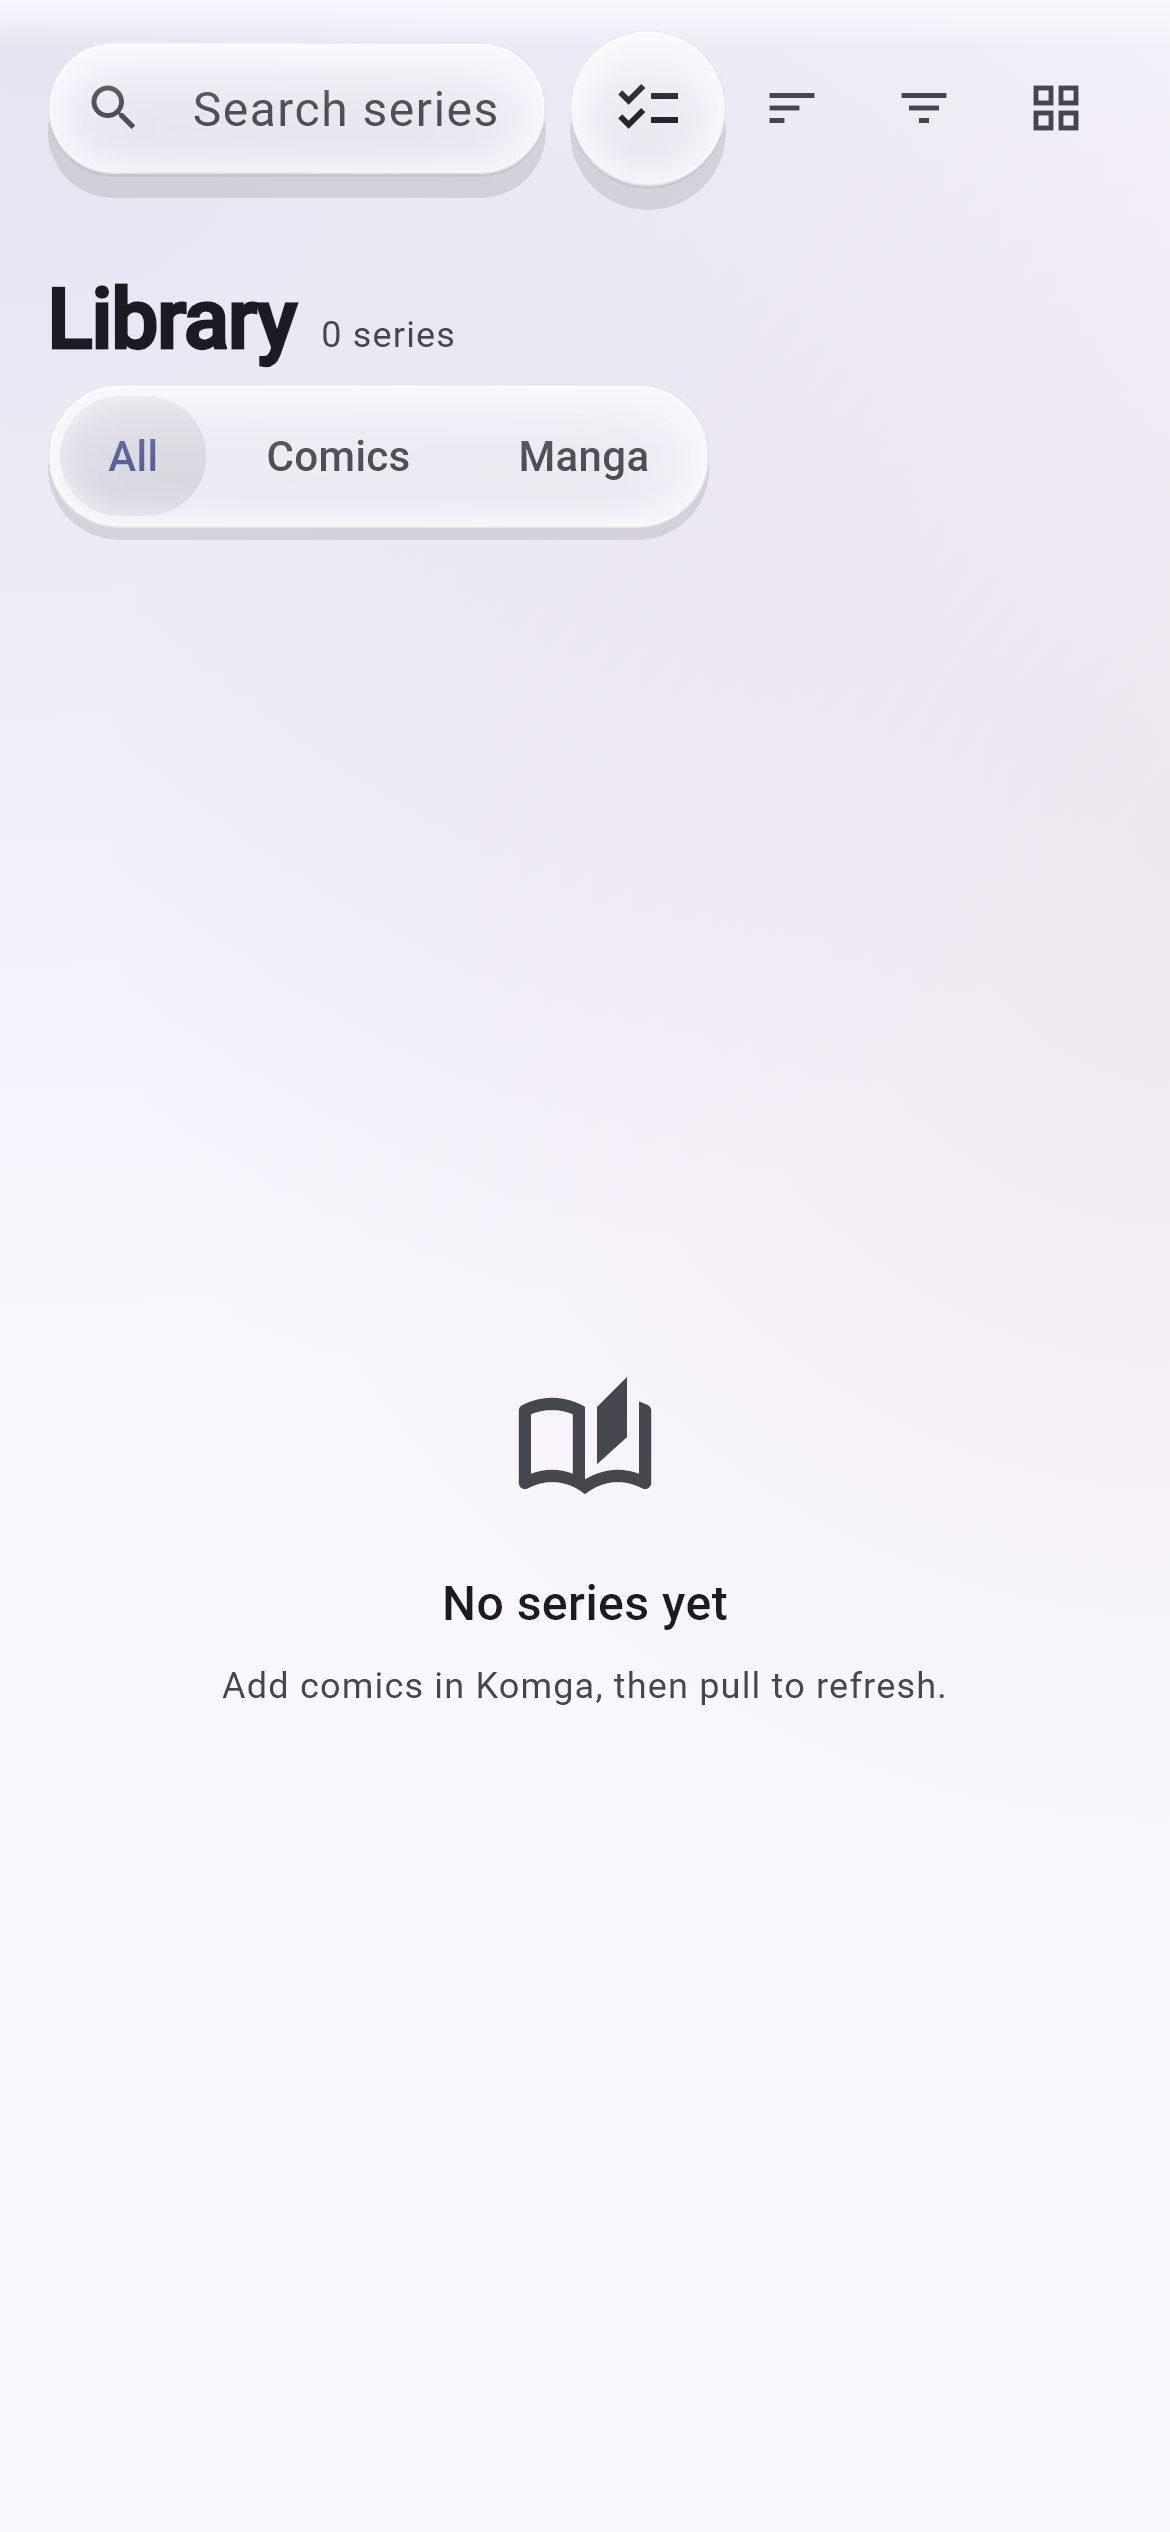 Search series
Library 0 series
All Comics Manga
No series yet
Add comics in Komga, then pull to refresh.